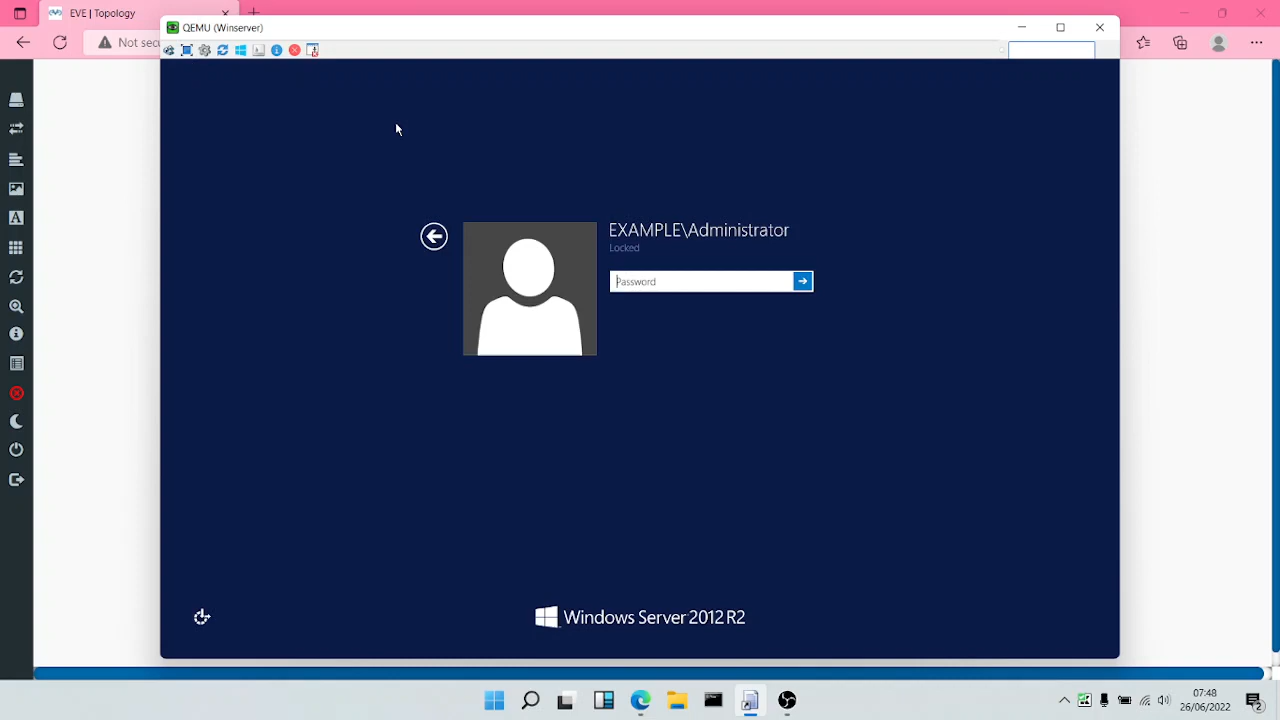 EVE | Topology
QEMU (Winserver)
Not sec
EXAMPLE\Administrator
Locked
Password
Windows Server 2012 R2
07:48
26/06/2022
2